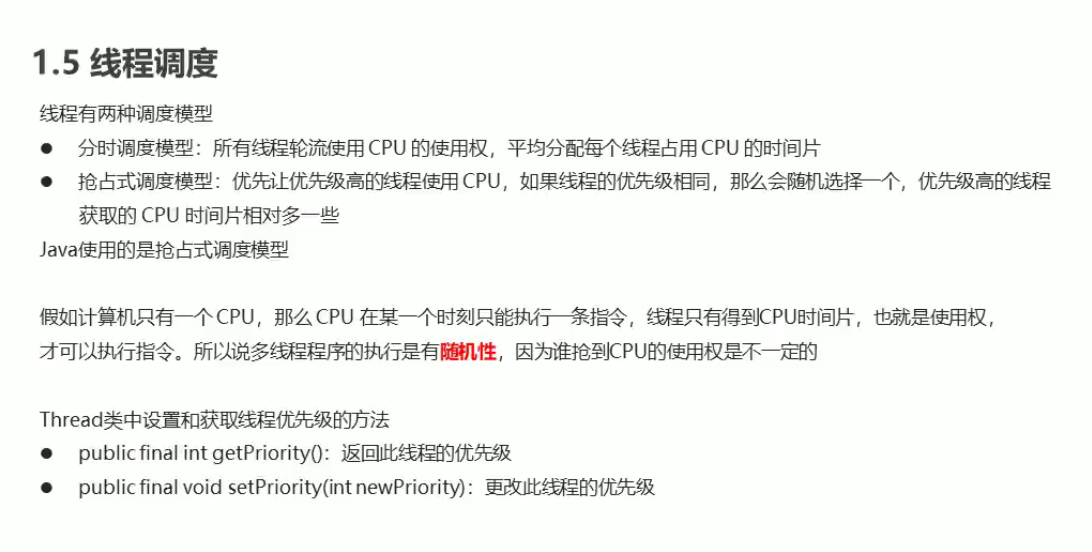 1.5 线程调度
线程有两种调度模型
● 分时调度模型：所有线程轮流使用 CPU 的使用权，平均分配每个线程占用 CPU 的时间片
● 抢占式调度模型：优先让优先级高的线程使用 CPU，如果线程的优先级相同，那么会随机选择一个，优先级高的线程
获取的 CPU 时间片相对多一些
Java使用的是抢占式调度模型
假如计算机只有一个 CPU，那么 CPU 在某一个时刻只能执行一条指令，线程只有得到CPU时间片，也就是使用权，
才可以执行指令。所以说多线程程序的执行是有随机性，因为谁抢到CPU的使用权是不一定的
Thread类中设置和获取线程优先级的方法
● public final int getPriority()：返回此线程的优先级
● public final void setPriority(int newPriority)：更改此线程的优先级